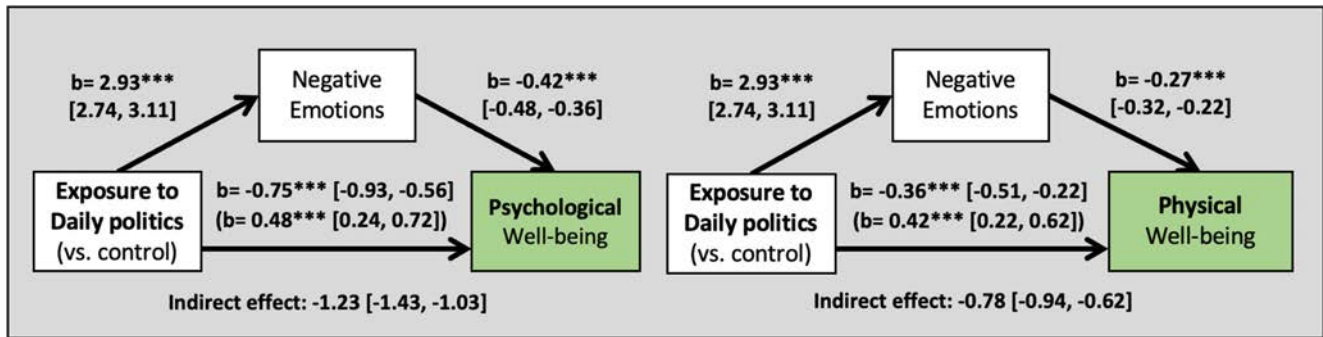 b= 2.93***
[2.74, 3.11]
Negative
Emotions
b= -0.42***
[-0.48, -0.36]
Exposure to
Daily politics
(vs. control)
b= -0.75*** [-0.93, -0.56]
(b= 0.48*** [0.24, 0.72])
Psychological
Well-being
Indirect effect: -1.23 [-1.43, -1.03]
b= 2.93***
[2.74, 3.11]
Negative
Emotions
b= -0.27***
[-0.32, -0.22]
Exposure to
Daily politics
(vs. control)
b= -0.36*** [-0.51, -0.22]
(b= 0.42*** [0.22, 0.62])
Physical
Well-being
Indirect effect: -0.78 [-0.94, -0.62]